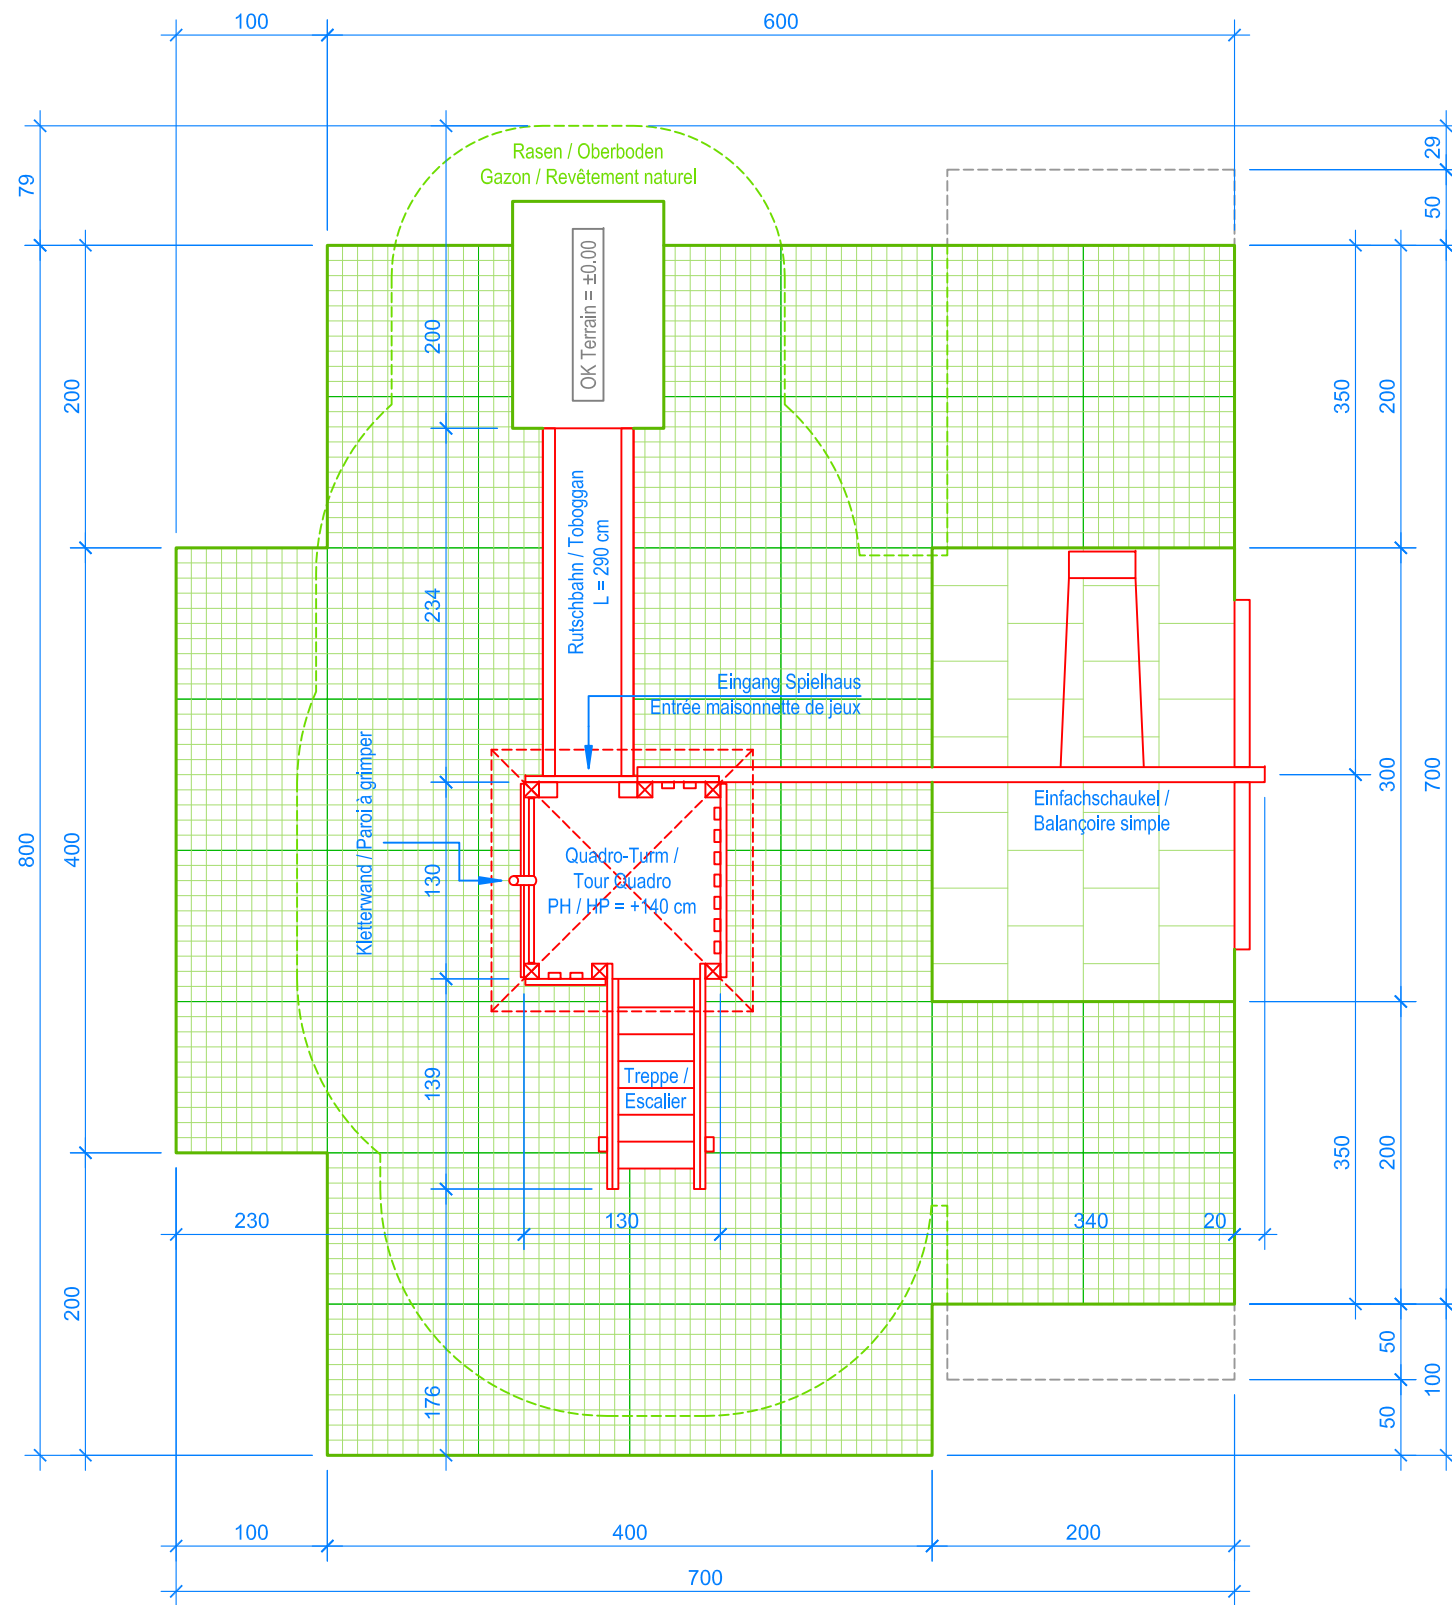 100
600
79
29
50
Rasen / Oberboden
Gazon / Revêtement naturel
OK Terrain = ±0.00
200
200
350
200
Rutschbahn / Toboggan
L = 290 cm
234
Eingang Spielhaus
Entrée maisonnette de jeux
Kletterwand / Paroi à grimper
Einfachschaukel /
Balançoire simple
300
700
800
400
130
Quadro-Turm /
Tour Quadro
PH / HP = +140 cm
139
Treppe /
Escalier
350
200
230
130
340
20
200
176
50
100
50
100
400
200
700